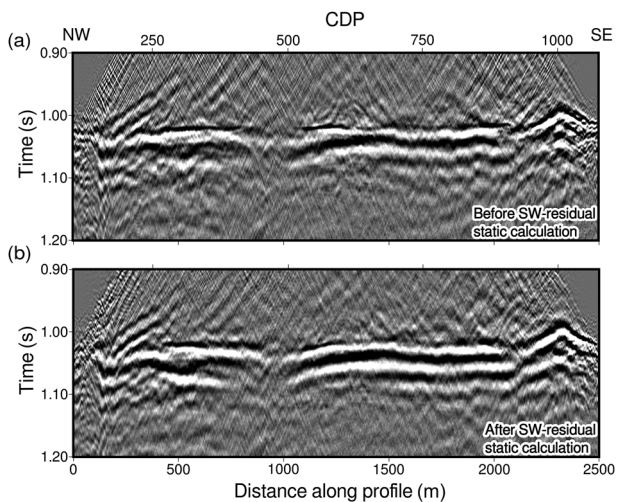 CDP
(a) NW 250 500 750 1000 SE
0.90
1.00
Time (s)
1.10
Before SW-residual
static calculation
1.20
(b)
0.90
1.00
Time (s)
1.10
After SW-residual
static calculation
1.20
0 500 1000 1500 2000 2500
Distance along profile (m)